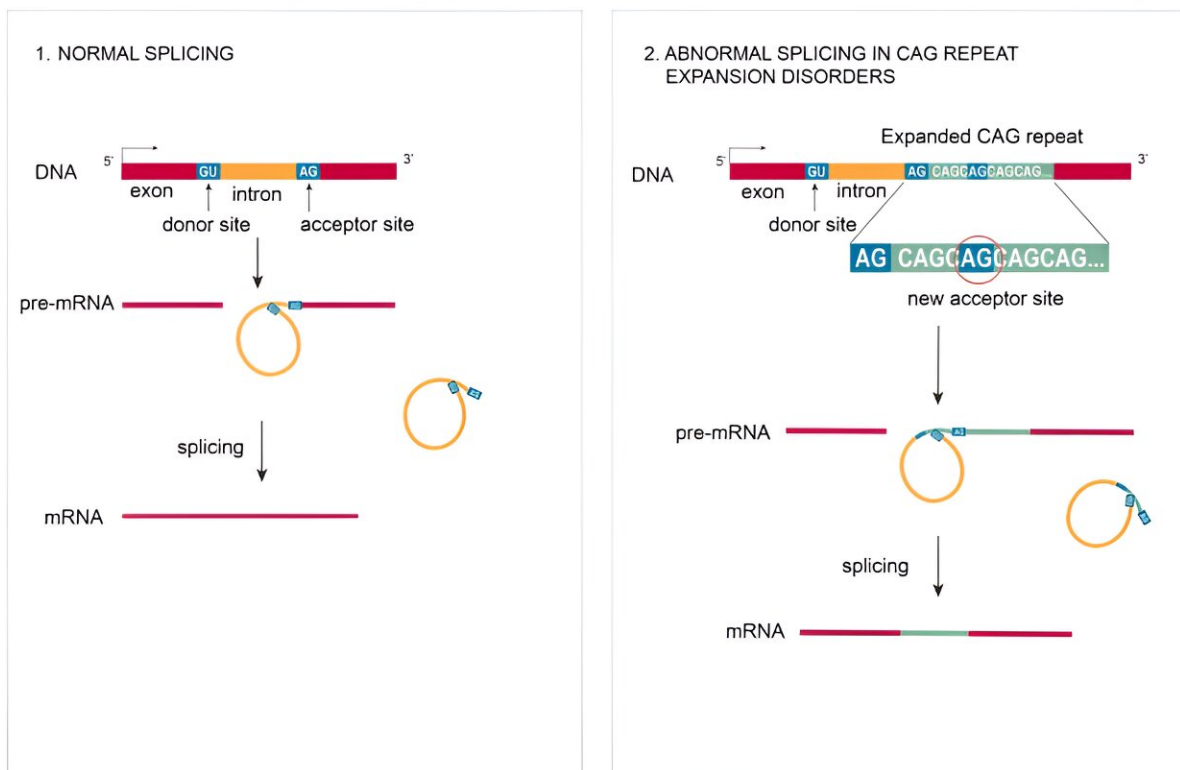 1. NORMAL SPLICING
5'
3'
DNA
GU
AG
exon
intron
donor site
acceptor site
pre-mRNA
splicing
mRNA
2. ABNORMAL SPLICING IN CAG REPEAT
EXPANSION DISORDERS
Expanded CAG repeat
5'
3'
DNA
GU
AG CAGCAGCAGCAG...
exon
intron
donor site
AG CAGCAGCAGCAG...
new acceptor site
pre-mRNA
AG
splicing
mRNA